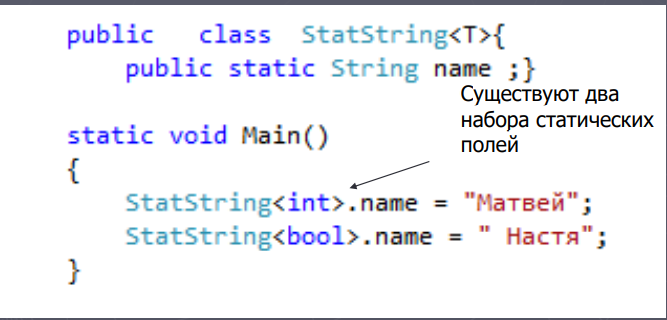 public   class  StatString<T>{
    public static String name ;}
Существуют два
набора статических
полей
static void Main()
{
    StatString<int>.name = "Матвей";
    StatString<bool>.name = " Настя";
}